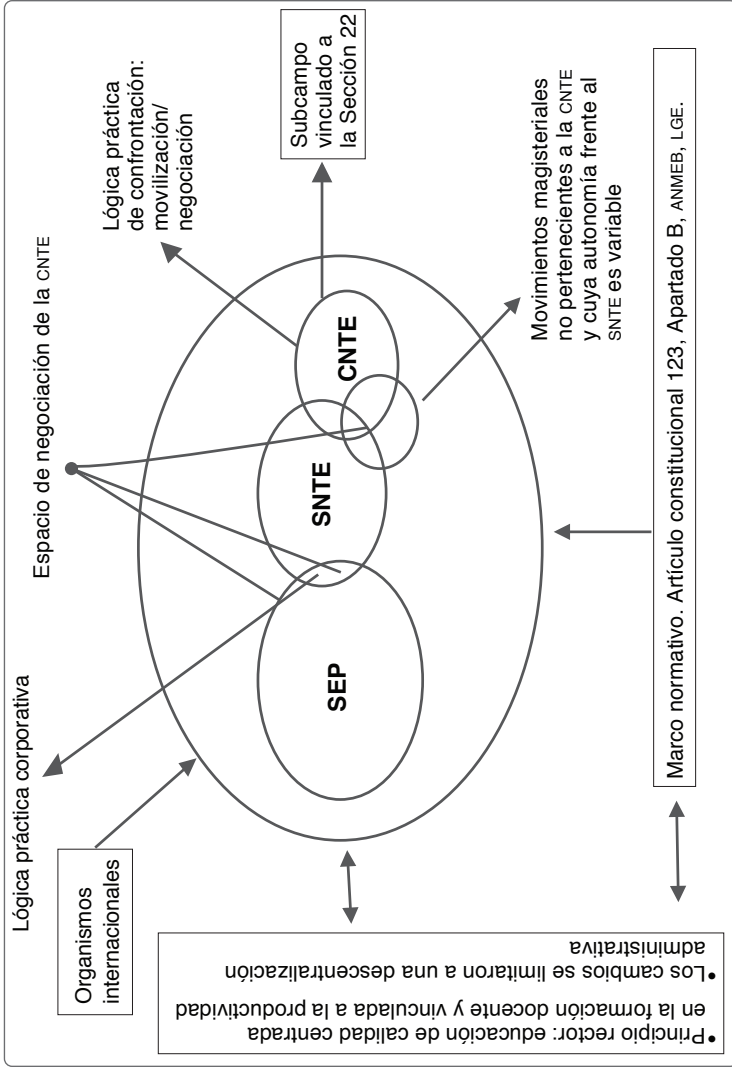 Lógica práctica corporativa
Espacio de negociación de la CNTE
Lógica práctica
de confrontación:
movilización/
negociación
Organismos
internacionales
Subcampo
vinculado a
la Sección 22
SEP
SNTE
CNTE
Movimientos magisteriales
no pertenecientes a la CNTE
y cuya autonomía frente al
SNTE es variable
•Principio rector: educación de calidad centrada
en la formación docente y vinculada a la productividad
•Los cambios se limitaron a una descentralización
administrativa
Marco normativo. Artículo constitucional 123, Apartado B, ANMEB, LGE.